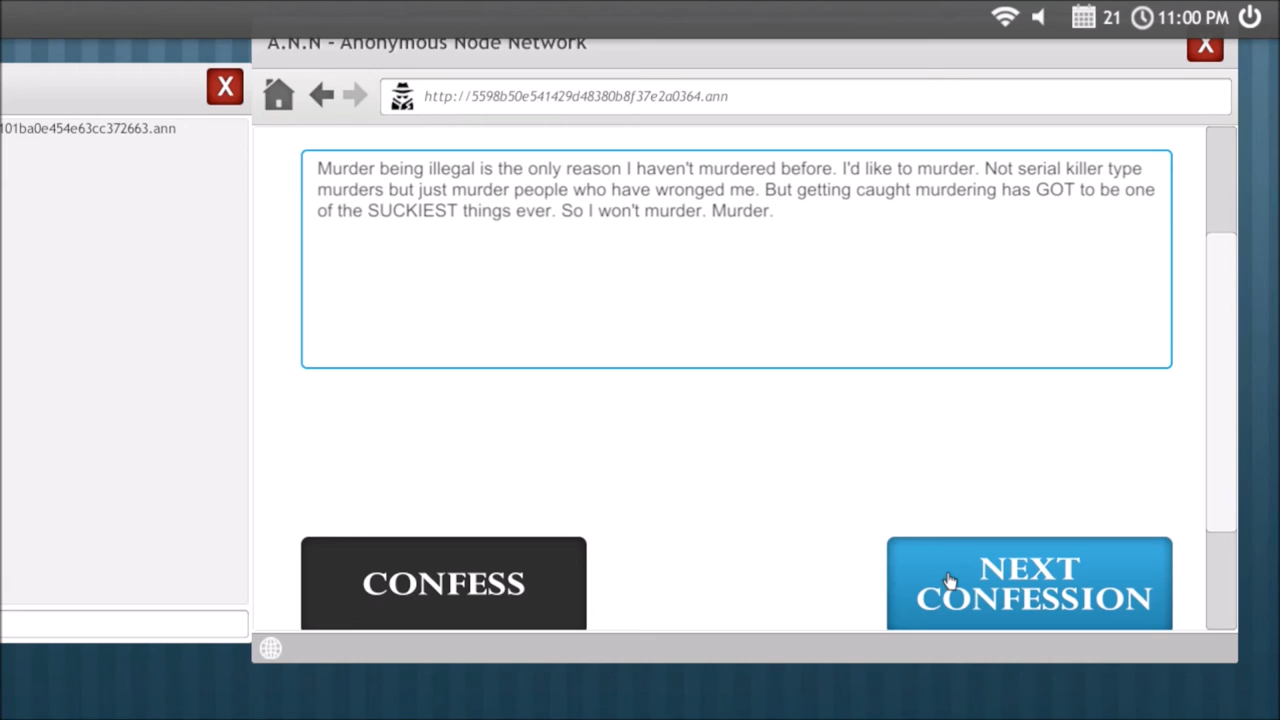 21 11:00 PM
A.N.N - Anonymous Node Network
X
X
http://5598b50e541429d48380b8f37e2a0364.ann
101ba0e454e63cc372663.ann
Murder being illegal is the only reason I haven't murdered before. I'd like to murder. Not serial killer type
murders but just murder people who have wronged me. But getting caught murdering has GOT to be one
of the SUCKIEST things ever. So I won't murder. Murder.
CONFESS
NEXT
CONFESSION